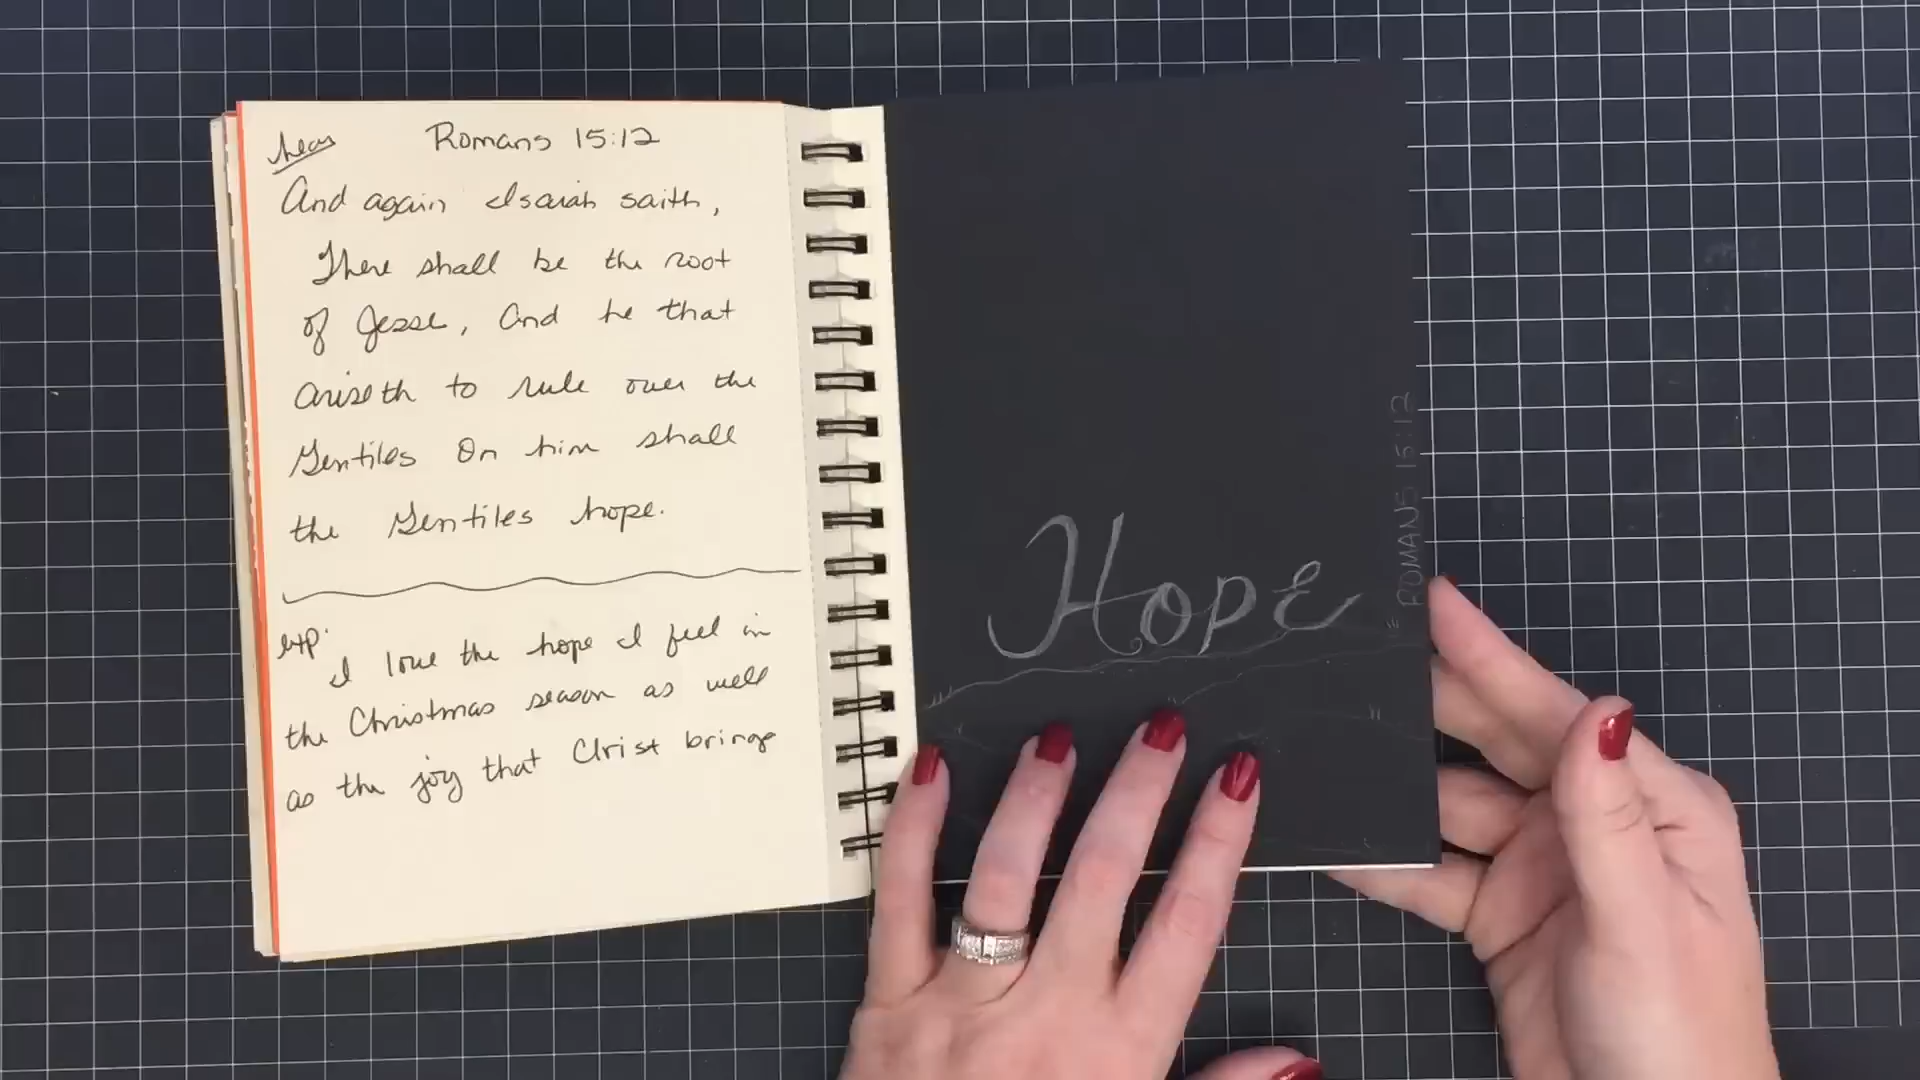 hear
Romans 15:12
And again Isaiah saith,
There shall be the root
of Jesse, And he that
ariseth to rule over the
Gentiles On him shall
the Gentiles hope.
exp.
I love the hope I feel in
the Christmas season as well
as the joy that Christ brings
Hope
ROMANS 15:12